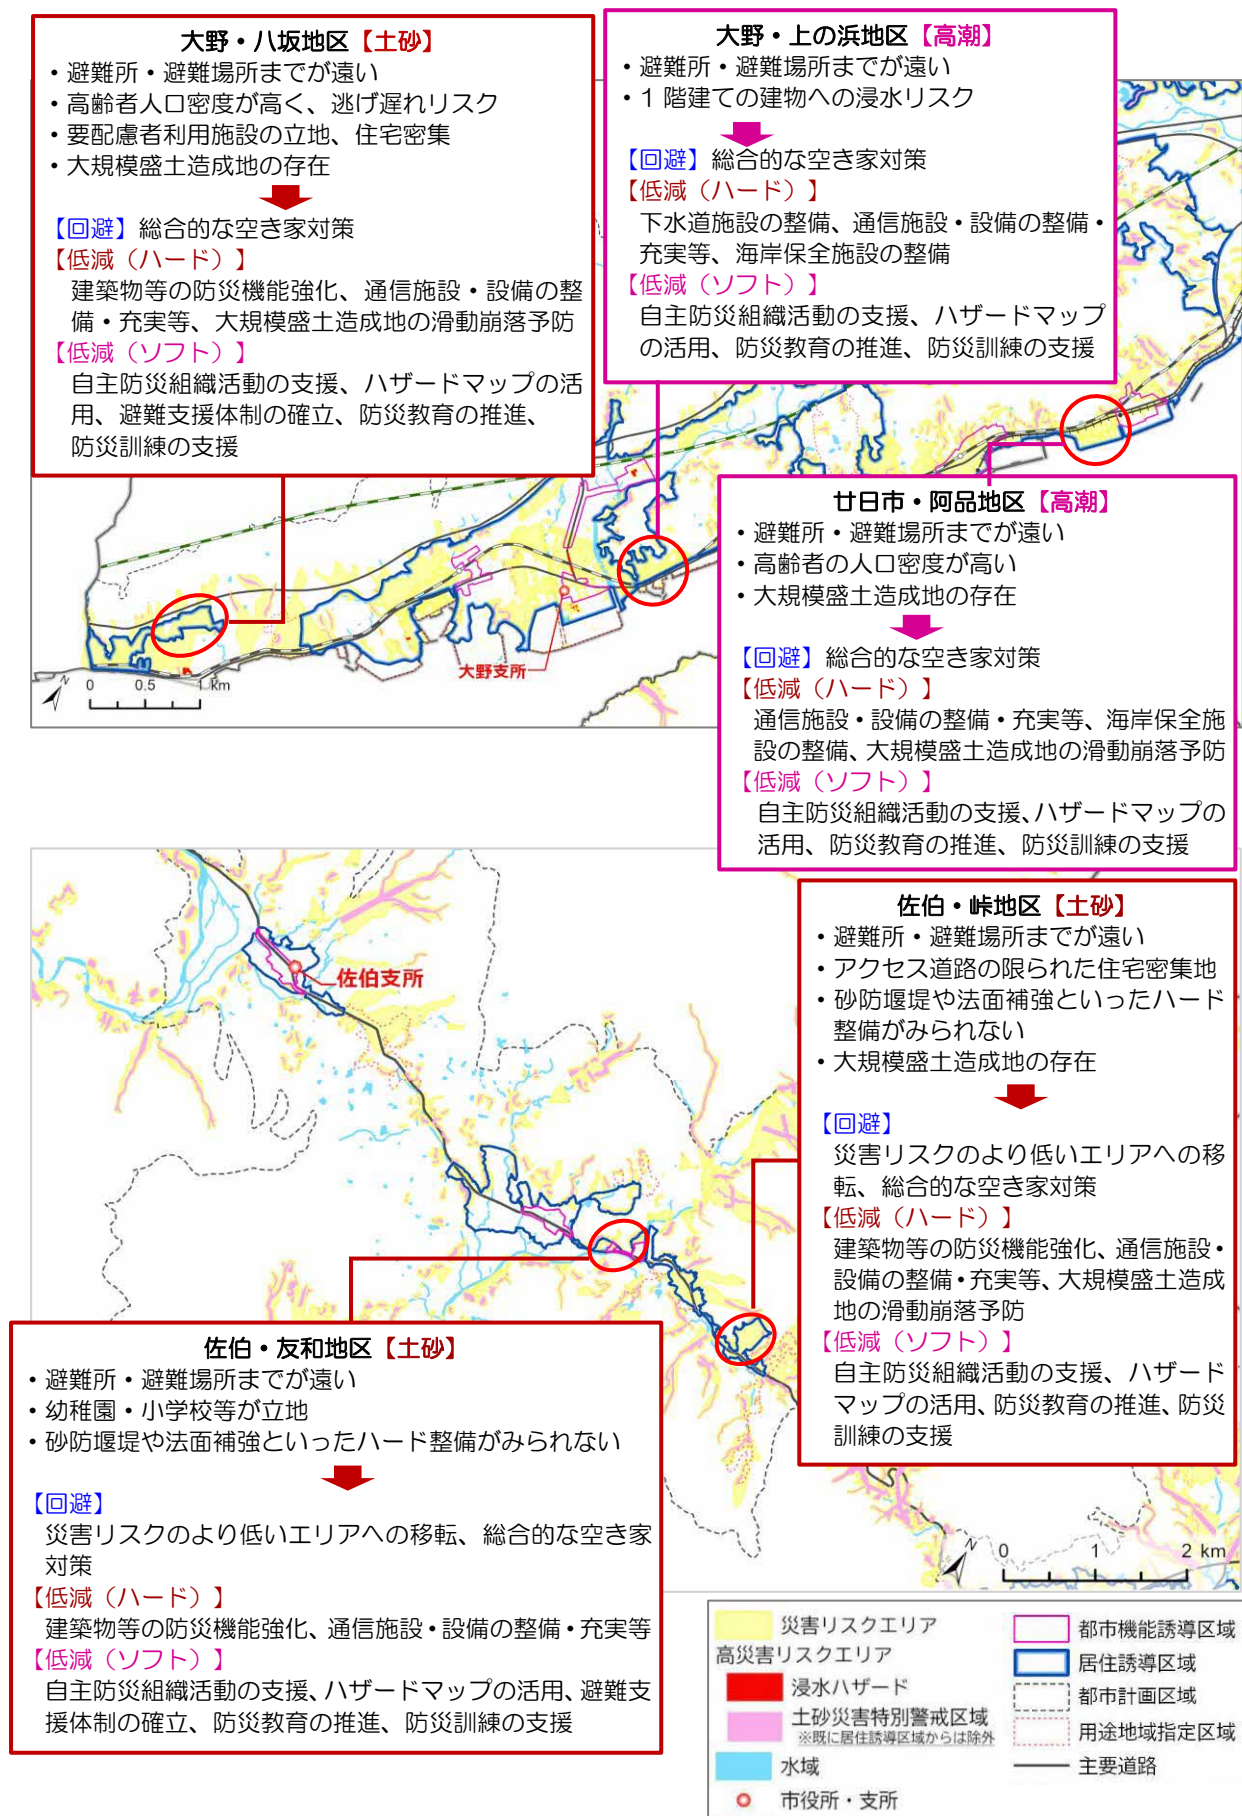 大野・八坂地区【土砂】
・避難所・避難場所までが遠い
・高齢者人口密度が高く、逃げ遅れリスク
・要配慮者利用施設の立地、住宅密集
・大規模盛土造成地の存在
【回避】総合的な空き家対策
【低減（ハード）】
建築物等の防災機能強化、通信施設・設備の整
備・充実等、大規模盛土造成地の滑動崩落予防
【低減（ソフト）】
自主防災組織活動の支援、ハザードマップの活
用、避難支援体制の確立、防災教育の推進、
防災訓練の支援
大野・上の浜地区【高潮】
・避難所・避難場所までが遠い
・1 階建ての建物への浸水リスク
【回避】総合的な空き家対策
【低減（ハード）】
下水道施設の整備、通信施設・設備の整備・
充実等、海岸保全施設の整備
【低減（ソフト）】
自主防災組織活動の支援、ハザードマップ
の活用、防災教育の推進、防災訓練の支援
廿日市・阿品地区【高潮】
・避難所・避難場所までが遠い
・高齢者の人口密度が高い
・大規模盛土造成地の存在
【回避】総合的な空き家対策
【低減（ハード）】
通信施設・設備の整備・充実等、海岸保全施
設の整備、大規模盛土造成地の滑動崩落予防
【低減（ソフト）】
自主防災組織活動の支援、ハザードマップの
活用、防災教育の推進、防災訓練の支援
大野支所
N
0 0.5 1 km
佐伯支所
佐伯・峠地区【土砂】
・避難所・避難場所までが遠い
・アクセス道路の限られた住宅密集地
・砂防堰堤や法面補強といったハード
整備がみられない
・大規模盛土造成地の存在
【回避】
災害リスクのより低いエリアへの移
転、総合的な空き家対策
【低減（ハード）】
建築物等の防災機能強化、通信施設・
設備の整備・充実等、大規模盛土造成
地の滑動崩落予防
【低減（ソフト）】
自主防災組織活動の支援、ハザード
マップの活用、防災教育の推進、防災
訓練の支援
佐伯・友和地区【土砂】
・避難所・避難場所までが遠い
・幼稚園・小学校等が立地
・砂防堰堤や法面補強といったハード整備がみられない
【回避】
災害リスクのより低いエリアへの移転、総合的な空き家
対策
【低減（ハード）】
建築物等の防災機能強化、通信施設・設備の整備・充実等
【低減（ソフト）】
自主防災組織活動の支援、ハザードマップの活用、避難支
援体制の確立、防災教育の推進、防災訓練の支援
N
0 1 2 km
災害リスクエリア
高災害リスクエリア
浸水ハザード
土砂災害特別警戒区域
※既に居住誘導区域からは除外
水域
市役所・支所
都市機能誘導区域
居住誘導区域
都市計画区域
用途地域指定区域
主要道路